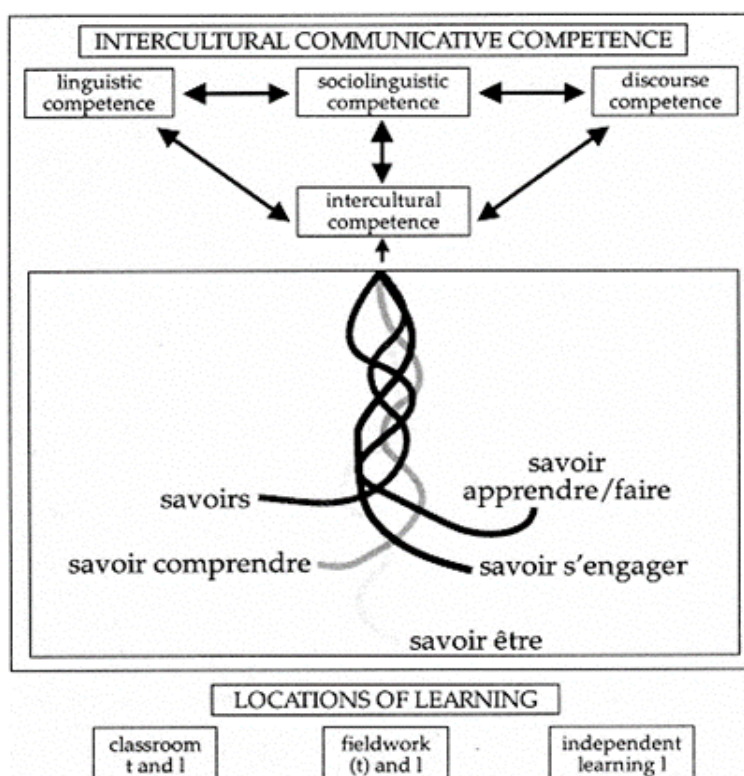 INTERCULTURAL COMMUNICATIVE COMPETENCE
linguistic
competence
sociolinguistic
competence
discourse
competence
intercultural
competence
savoirs
savoir
apprendre/faire
savoir comprendre
savoir s'engager
savoir être
LOCATIONS OF LEARNING
classroom
t and l
fieldwork
(t) and l
independent
learning l